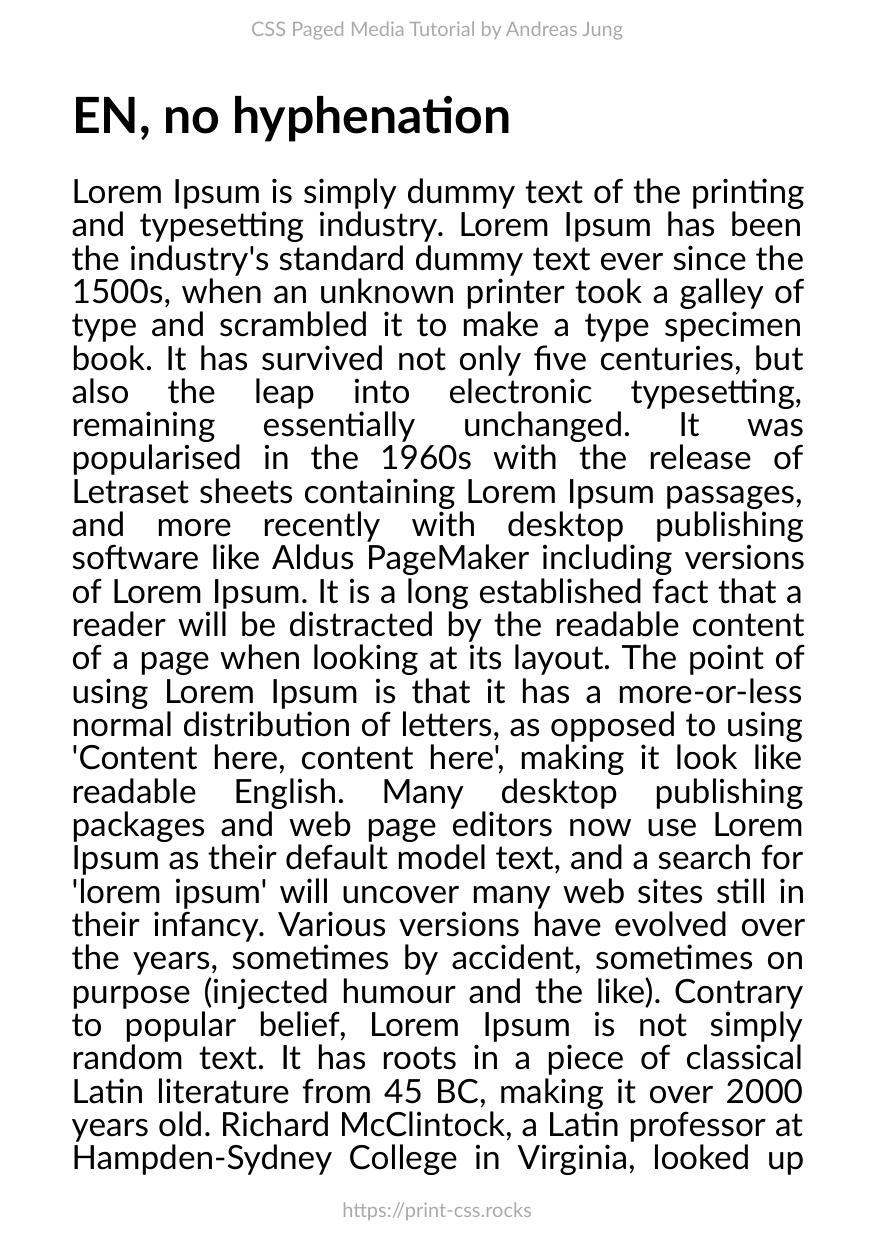 CSS Paged Media Tutorial by Andreas Jung
EN, no hyphenation
Lorem Ipsum is simply dummy text of the printing
and typesetting industry. Lorem Ipsum has been
the industry's standard dummy text ever since the
1500s, when an unknown printer took a galley of
type and scrambled it to make a type specimen
book. It has survived not only five centuries, but
also the leap into electronic typesetting,
remaining essentially unchanged. It was
popularised in the 1960s with the release of
Letraset sheets containing Lorem Ipsum passages,
and more recently with desktop publishing
software like Aldus PageMaker including versions
of Lorem Ipsum. It is a long established fact that a
reader will be distracted by the readable content
of a page when looking at its layout. The point of
using Lorem Ipsum is that it has a more-or-less
normal distribution of letters, as opposed to using
'Content here, content here', making it look like
readable English. Many desktop publishing
packages and web page editors now use Lorem
Ipsum as their default model text, and a search for
'lorem ipsum' will uncover many web sites still in
their infancy. Various versions have evolved over
the years, sometimes by accident, sometimes on
purpose (injected humour and the like). Contrary
to popular belief, Lorem Ipsum is not simply
random text. It has roots in a piece of classical
Latin literature from 45 BC, making it over 2000
years old. Richard McClintock, a Latin professor at
Hampden-Sydney College in Virginia, looked up
https://print-css.rocks